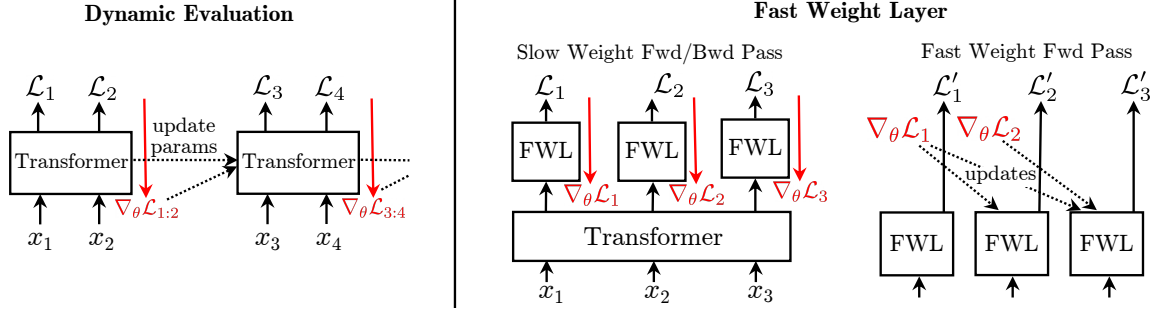 Dynamic Evaluation
ℒ₁ ℒ₂ ℒ₃ ℒ₄
update
params
Transformer Transformer
∇θℒ₁:₂ ∇θℒ₃:₄
x₁ x₂ x₃ x₄
Fast Weight Layer
Slow Weight Fwd/Bwd Pass
ℒ₁ ℒ₂ ℒ₃
FWL FWL FWL
∇θℒ₁ ∇θℒ₂ ∇θℒ₃
Transformer
x₁ x₂ x₃
Fast Weight Fwd Pass
ℒ′₁ ℒ′₂ ℒ′₃
∇θℒ₁ ∇θℒ₂
updates
FWL FWL FWL